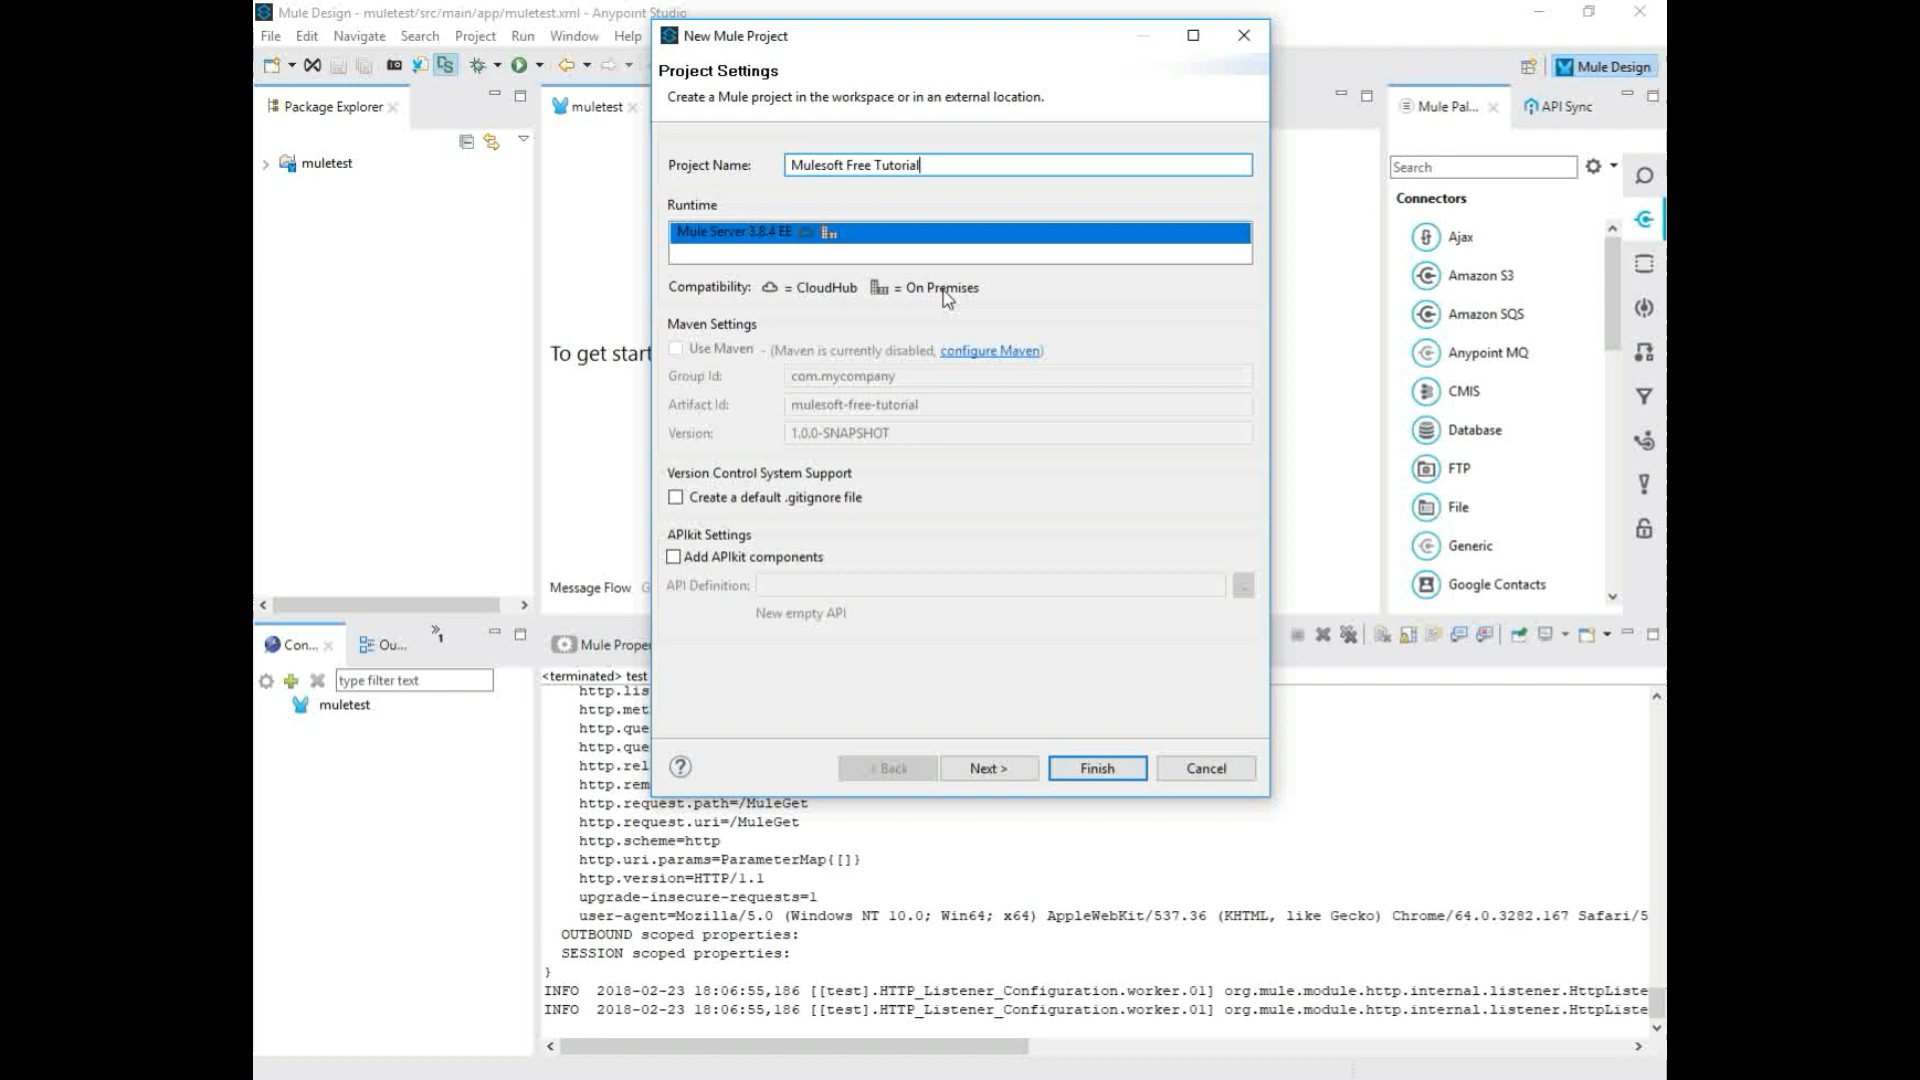 Mule Design - muletest/src/main/app/muletest.xml - Anypoint Studio
File Edit Navigate Search Project Run Window Help
Mule Design
Package Explorer
muletest
muletest
To get start
Message Flow
New Mule Project
Project Settings
Create a Mule project in the workspace or in an external location.
Project Name: Mulesoft Free Tutorial
Runtime
Mule Server 3.8.4 EE
Compatibility: = CloudHub = On Premises
Maven Settings
Use Maven - (Maven is currently disabled, configure Maven)
Group Id: com.mycompany
Artifact Id: mulesoft-free-tutorial
Version: 1.0.0-SNAPSHOT
Version Control System Support
Create a default .gitignore file
APIkit Settings
Add APIkit components
API Definition: ...
New empty API
? < Back Next > Finish Cancel
Mule Pal... API Sync
Search
Connectors
Ajax
Amazon S3
Amazon SQS
Anypoint MQ
CMIS
Database
FTP
File
Generic
Google Contacts
Con... Ou... »1
type filter text
muletest
Mule Prope
<terminated> test
http.lis
http.met
http.que
http.que
http.rel
http.rem
http.request.path=/MuleGet
http.request.uri=/MuleGet
http.scheme=http
http.uri.params=ParameterMap{[]}
http.version=HTTP/1.1
upgrade-insecure-requests=1
user-agent=Mozilla/5.0 (Windows NT 10.0; Win64; x64) AppleWebKit/537.36 (KHTML, like Gecko) Chrome/64.0.3282.167 Safari/5
OUTBOUND scoped properties:
SESSION scoped properties:
}
INFO 2018-02-23 18:06:55,186 [[test].HTTP_Listener_Configuration.worker.01] org.mule.module.http.internal.listener.HttpListe
INFO 2018-02-23 18:06:55,186 [[test].HTTP_Listener_Configuration.worker.01] org.mule.module.http.internal.listener.HttpListe